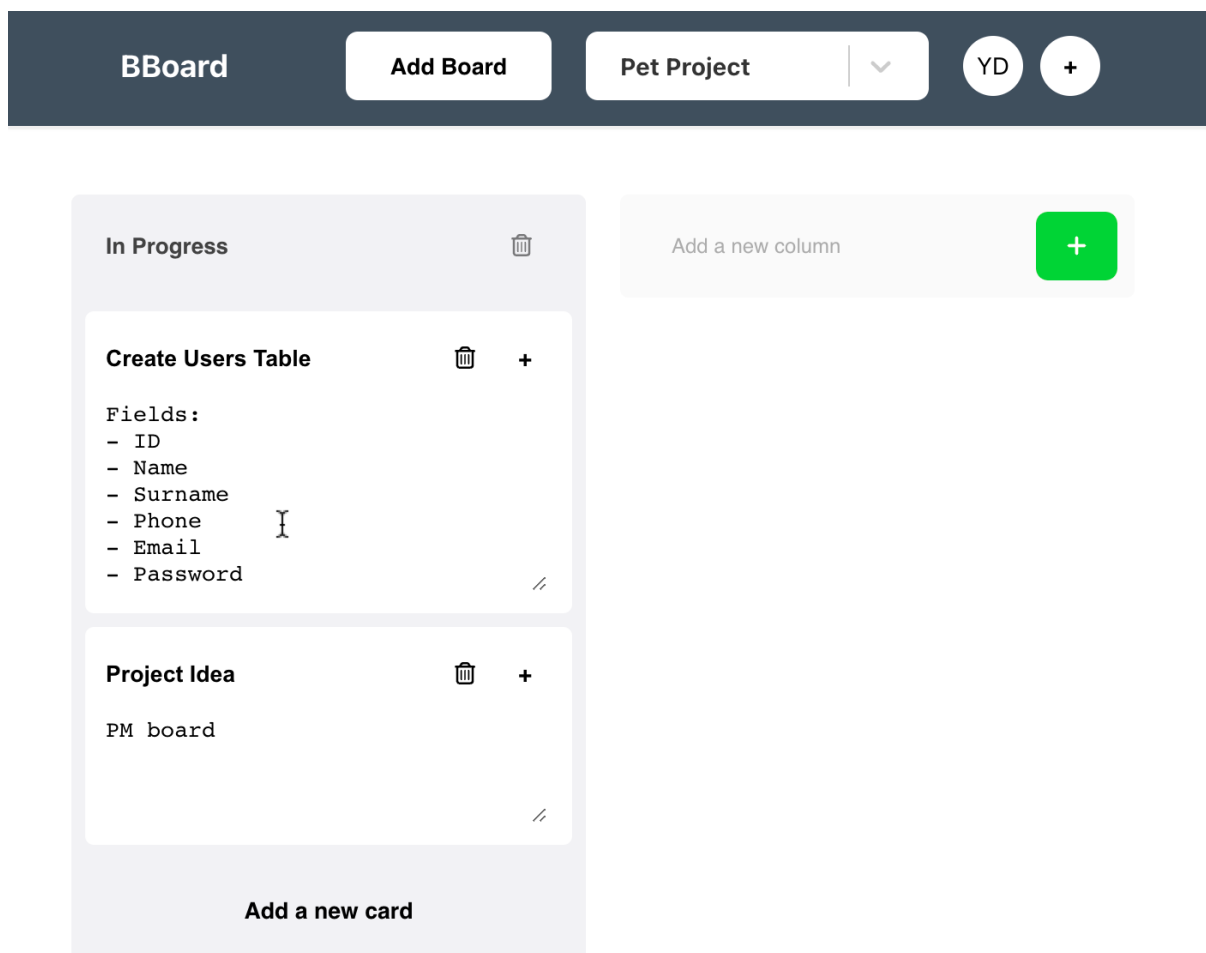 BBoard
Add Board
Pet Project
YD
+
In Progress
Add a new column
+
Create Users Table
+
Fields:
- ID
- Name
- Surname
- Phone
- Email
- Password
Project Idea
+
PM board
Add a new card